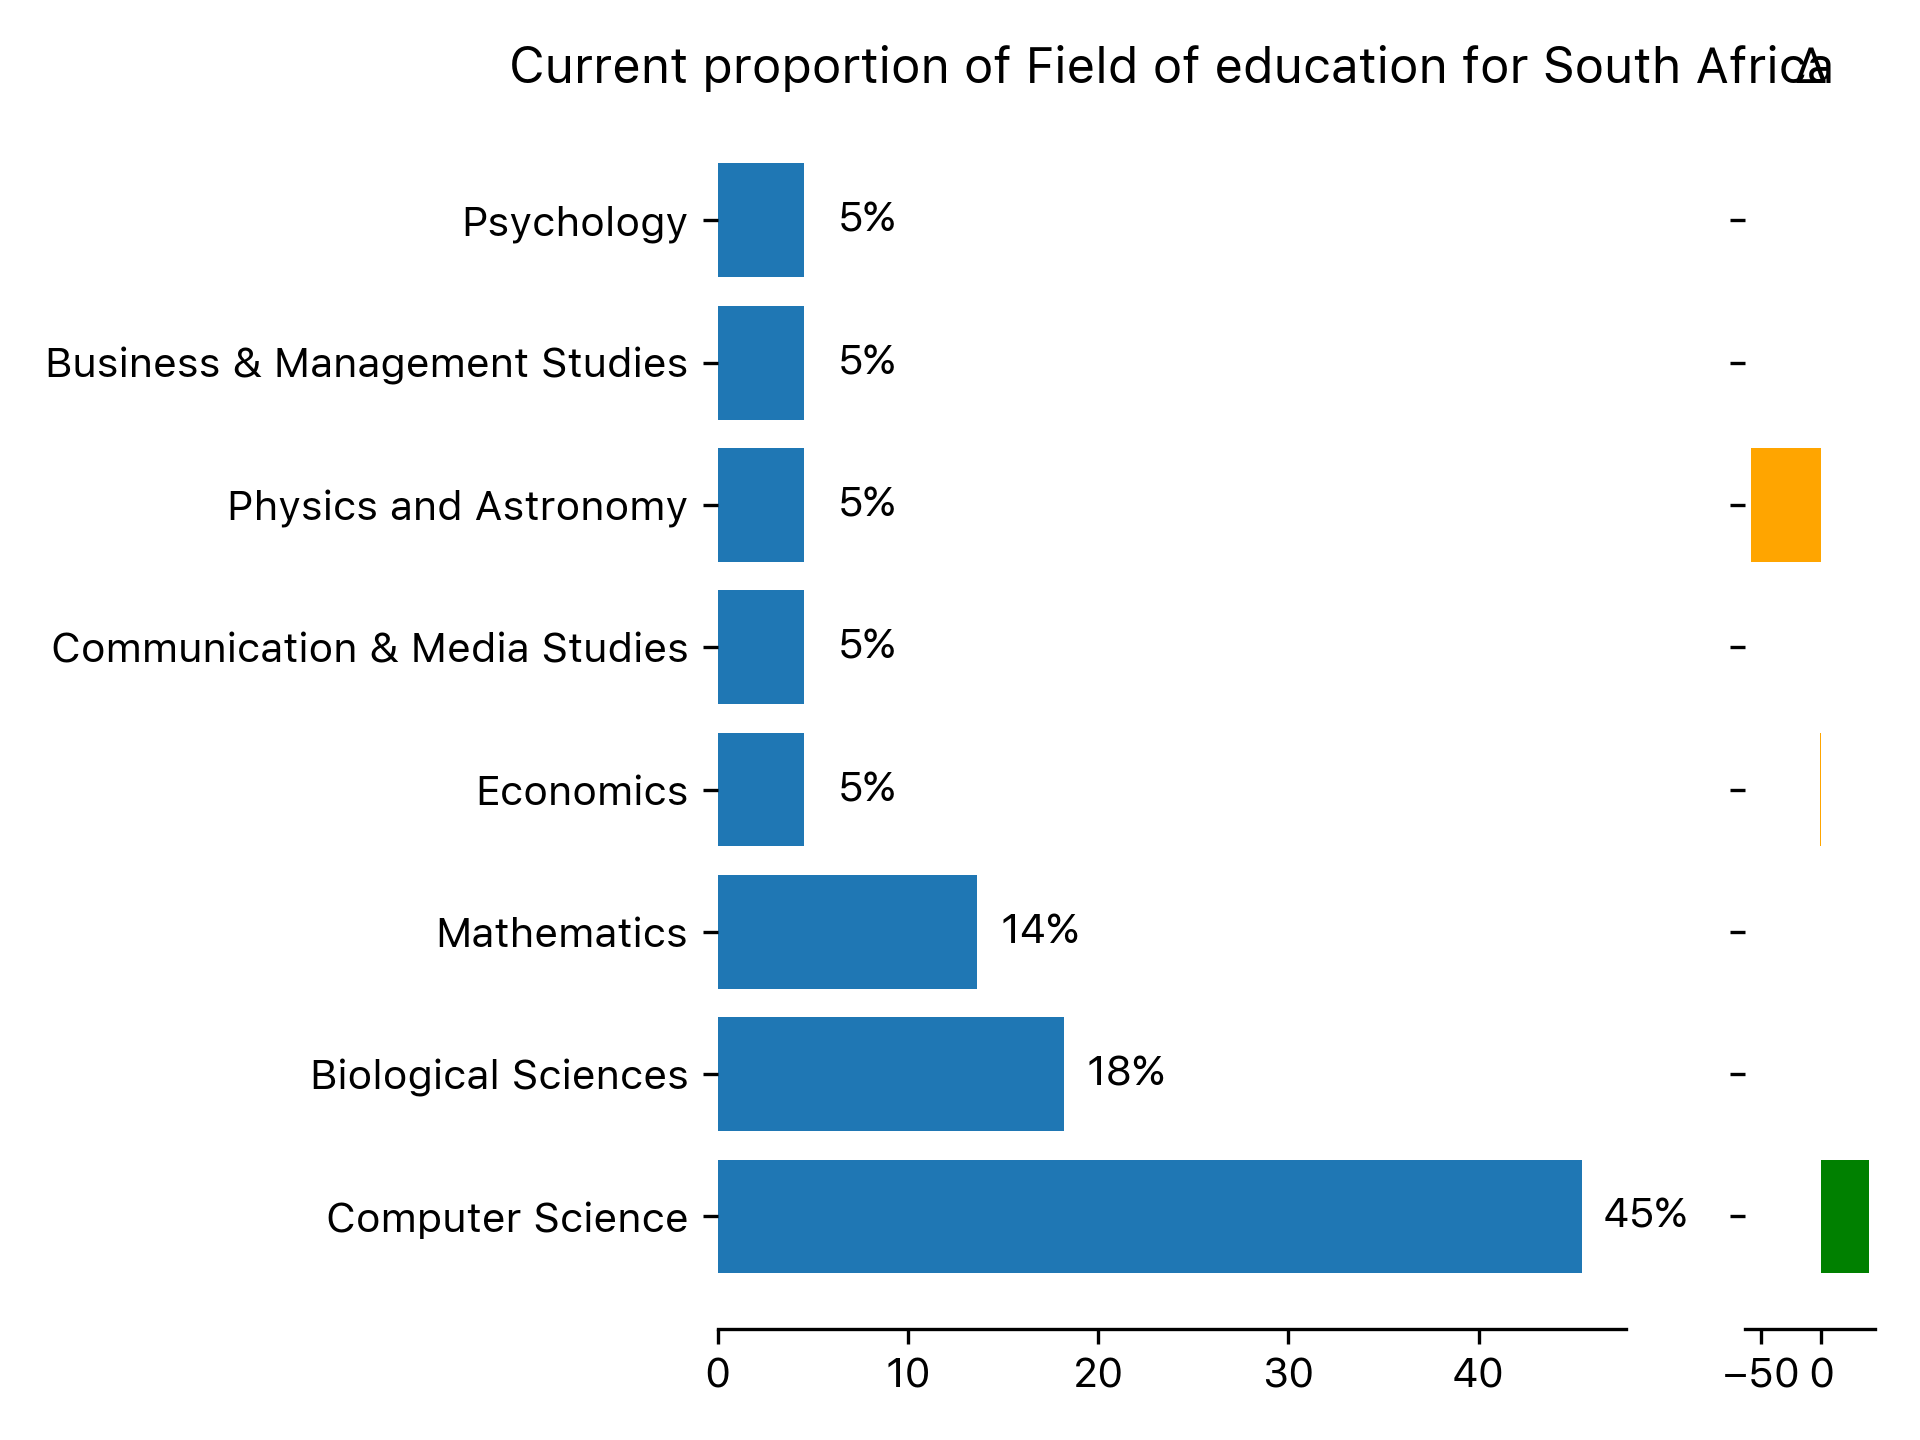 Current proportion of Field of education for South Africa
Δ
Psychology 5%
Business & Management Studies 5%
Physics and Astronomy 5%
Communication & Media Studies 5%
Economics 5%
Mathematics 14%
Biological Sciences 18%
Computer Science 45%
0 10 20 30 40 −50 0